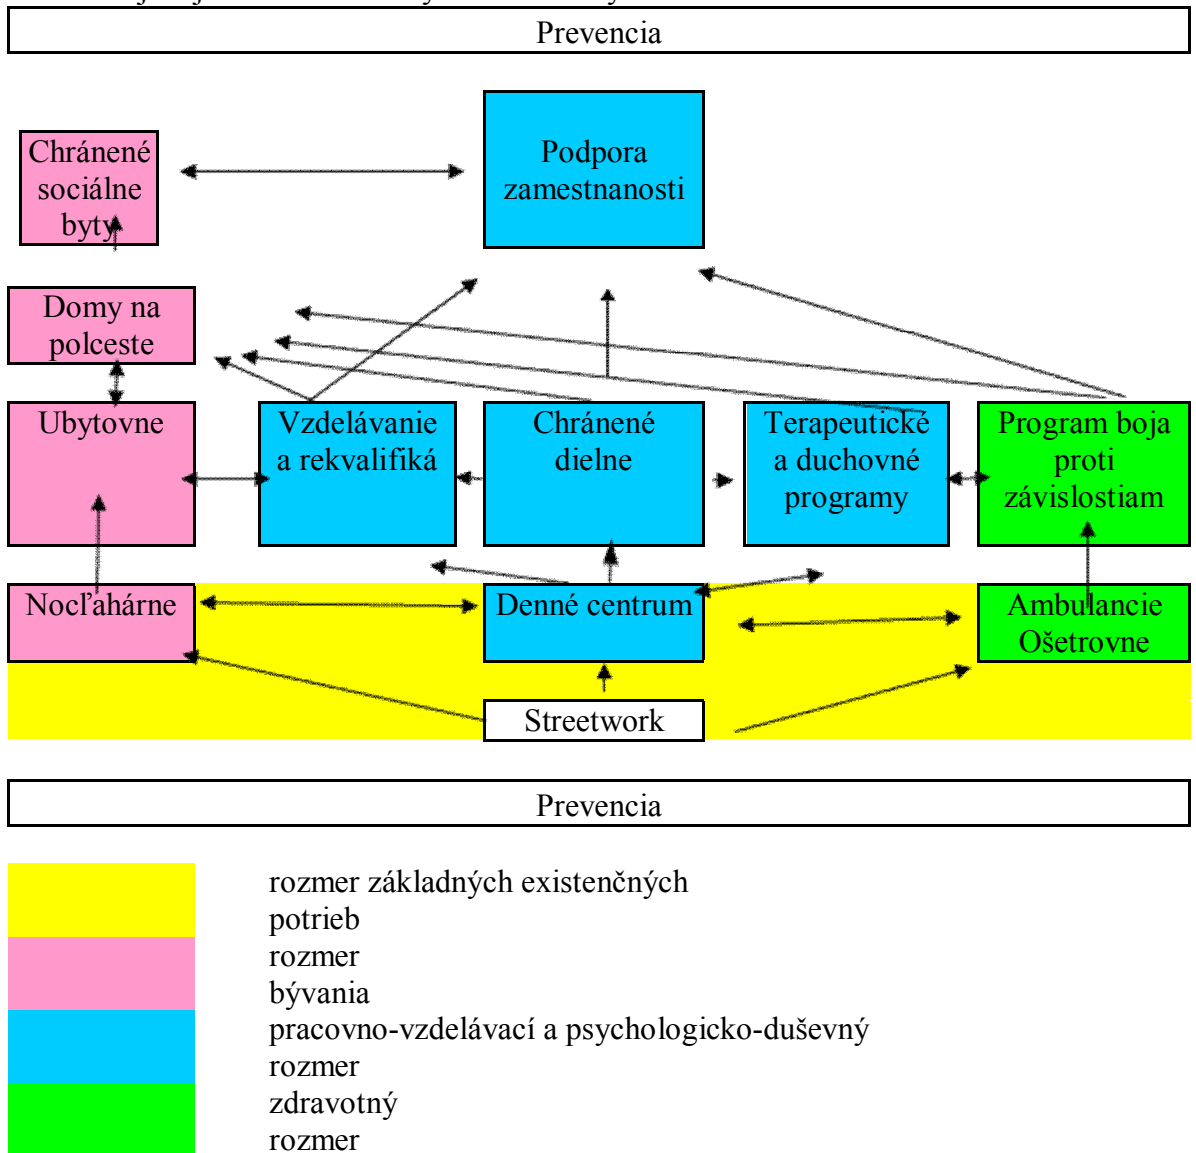 Prevencia
Chránené
sociálne
byty
Podpora
zamestnanosti
Domy na
polceste
Ubytovne
Vzdelávanie
a rekvalifiká
Chránené
dielne
Terapeutické
a duchovné
programy
Program boja
proti
závislostiam
Nocľahárne
Denné centrum
Ambulancie
Ošetrovne
Streetwork
Prevencia
rozmer základných existenčných
potrieb
rozmer
bývania
pracovno-vzdelávací a psychologicko-duševný
rozmer
zdravotný
rozmer